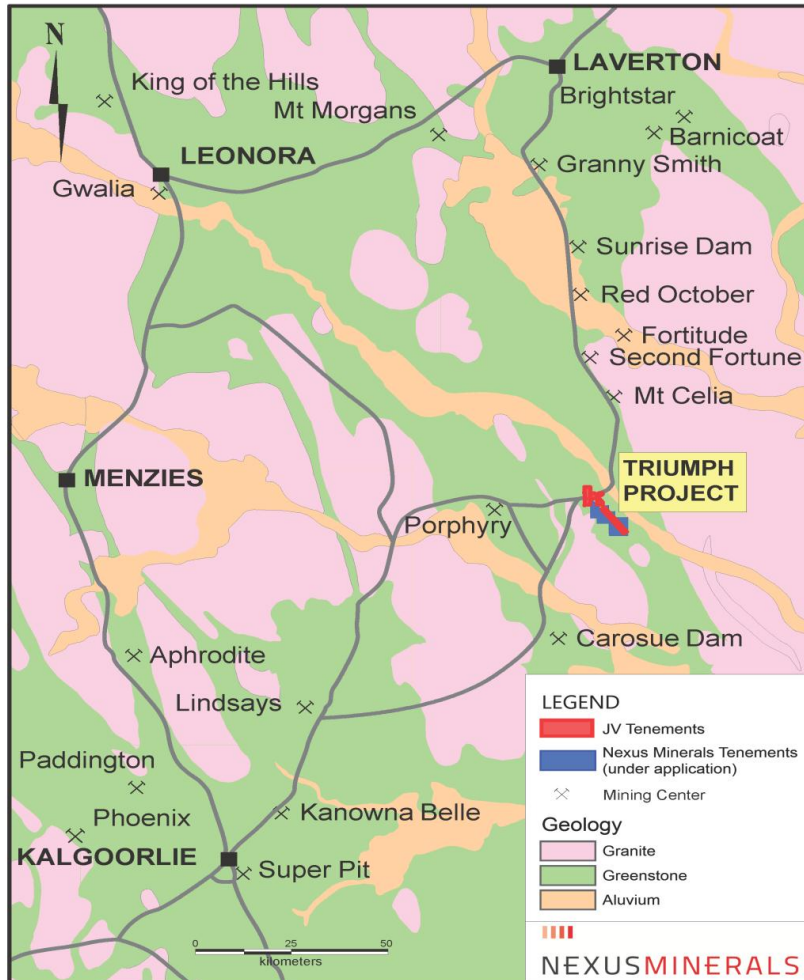 N
King of the Hills
Mt Morgans
LAVERTON
Brightstar
Barnicoat
LEONORA
Granny Smith
Gwalia
Sunrise Dam
Red October
Fortitude
Second Fortune
Mt Celia
MENZIES
TRIUMPH
PROJECT
Porphyry
Carosue Dam
Aphrodite
Lindsays
Paddington
Phoenix
Kanowna Belle
KALGOORLIE
Super Pit
0 25 50
kilometers
LEGEND
JV Tenements
Nexus Minerals Tenements
(under application)
Mining Center
Geology
Granite
Greenstone
Aluvium
NEXUSMINERALS